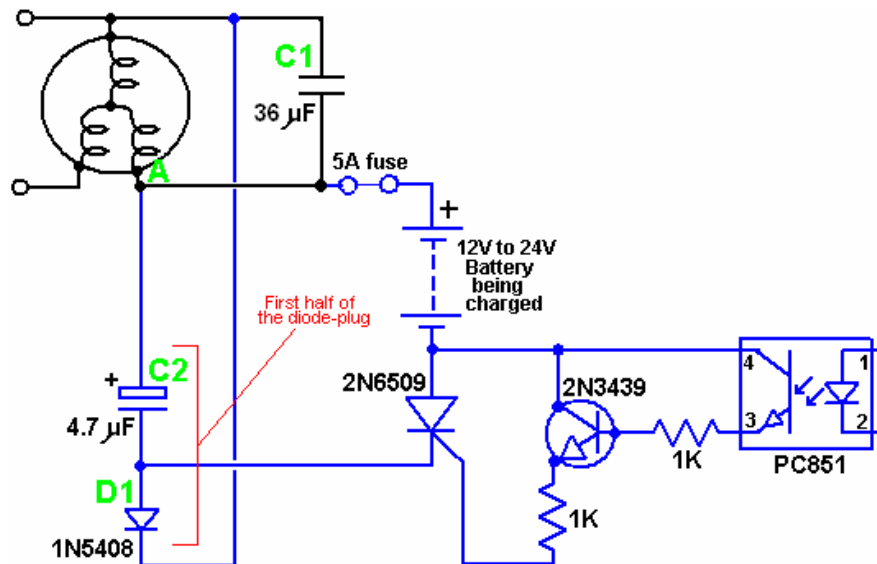 C1
36 µF
A
5A fuse
+
12V to 24V
Battery
being
charged
First half of
the diode-plug
+
C2
4.7 µF
2N6509
2N3439
4
1
3
2
1K
PC851
D1
1K
1N5408